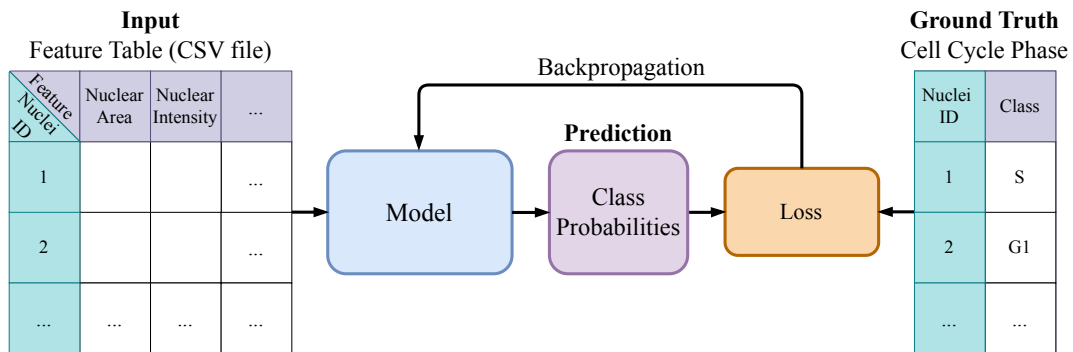 Input
Feature Table (CSV file)
Feature
Nuclei
ID
Nuclear
Area
Nuclear
Intensity
...
1
...
2
...
...
...
...
...
Backpropagation
Model
Prediction
Class
Probabilities
Loss
Ground Truth
Cell Cycle Phase
Nuclei
ID
Class
1
S
2
G1
...
...